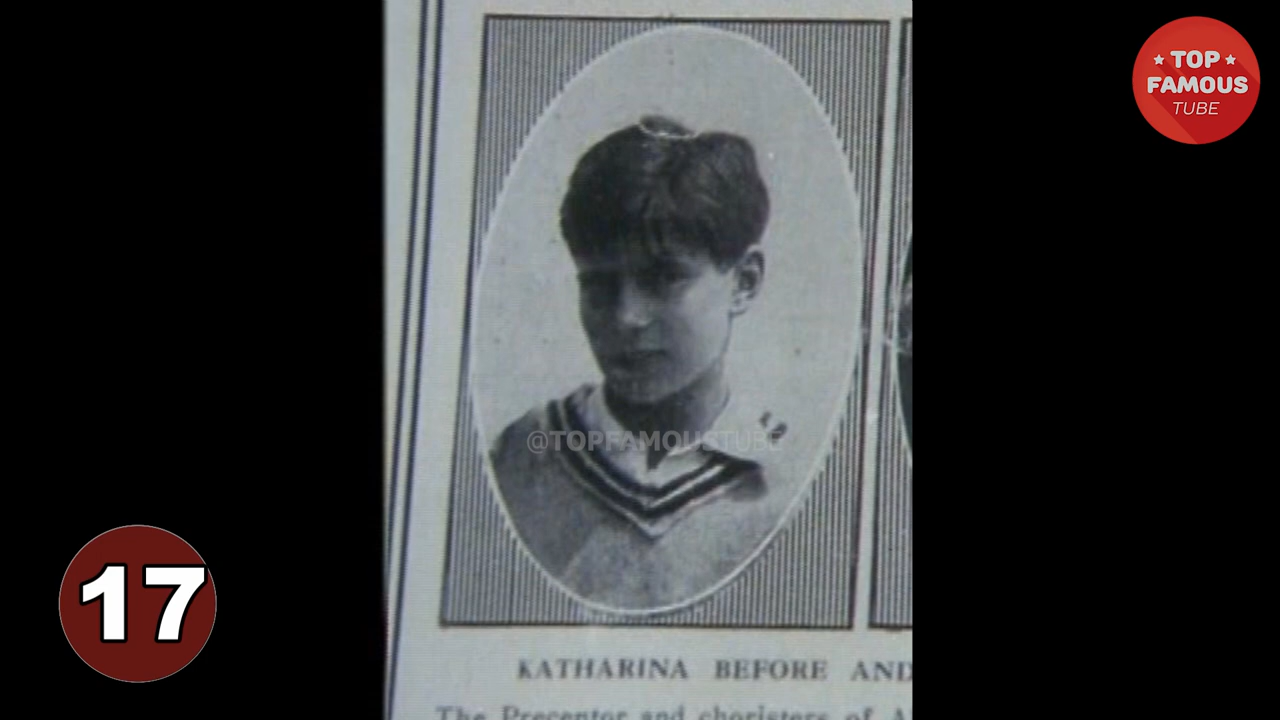 ★ TOP ★
FAMOUS
TUBE
@TOPFAMOUSTUBE
17
KATHARINA BEFORE AND
The Precentor and choristers of